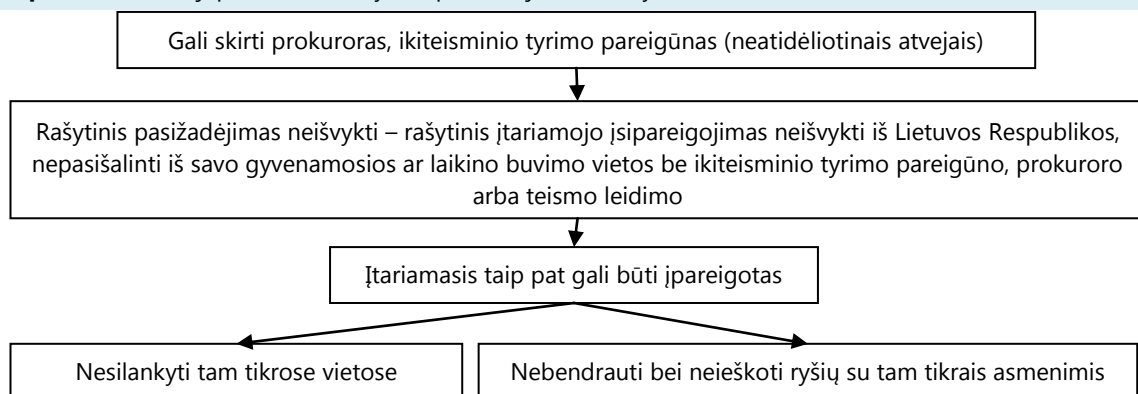 Gali skirti prokuroras, ikiteisminio tyrimo pareigūnas (neatidėliotinais atvejais)
Rašytinis pasižadėjimas neišvykti – rašytinis įtariamojo įsipareigojimas neišvykti iš Lietuvos Respublikos,
nepasišalinti iš savo gyvenamosios ar laikino buvimo vietos be ikiteisminio tyrimo pareigūno, prokuroro
arba teismo leidimo
Įtariamasis taip pat gali būti įpareigotas
Nesilankyti tam tikrose vietose
Nebendrauti bei neieškoti ryšių su tam tikrais asmenimis